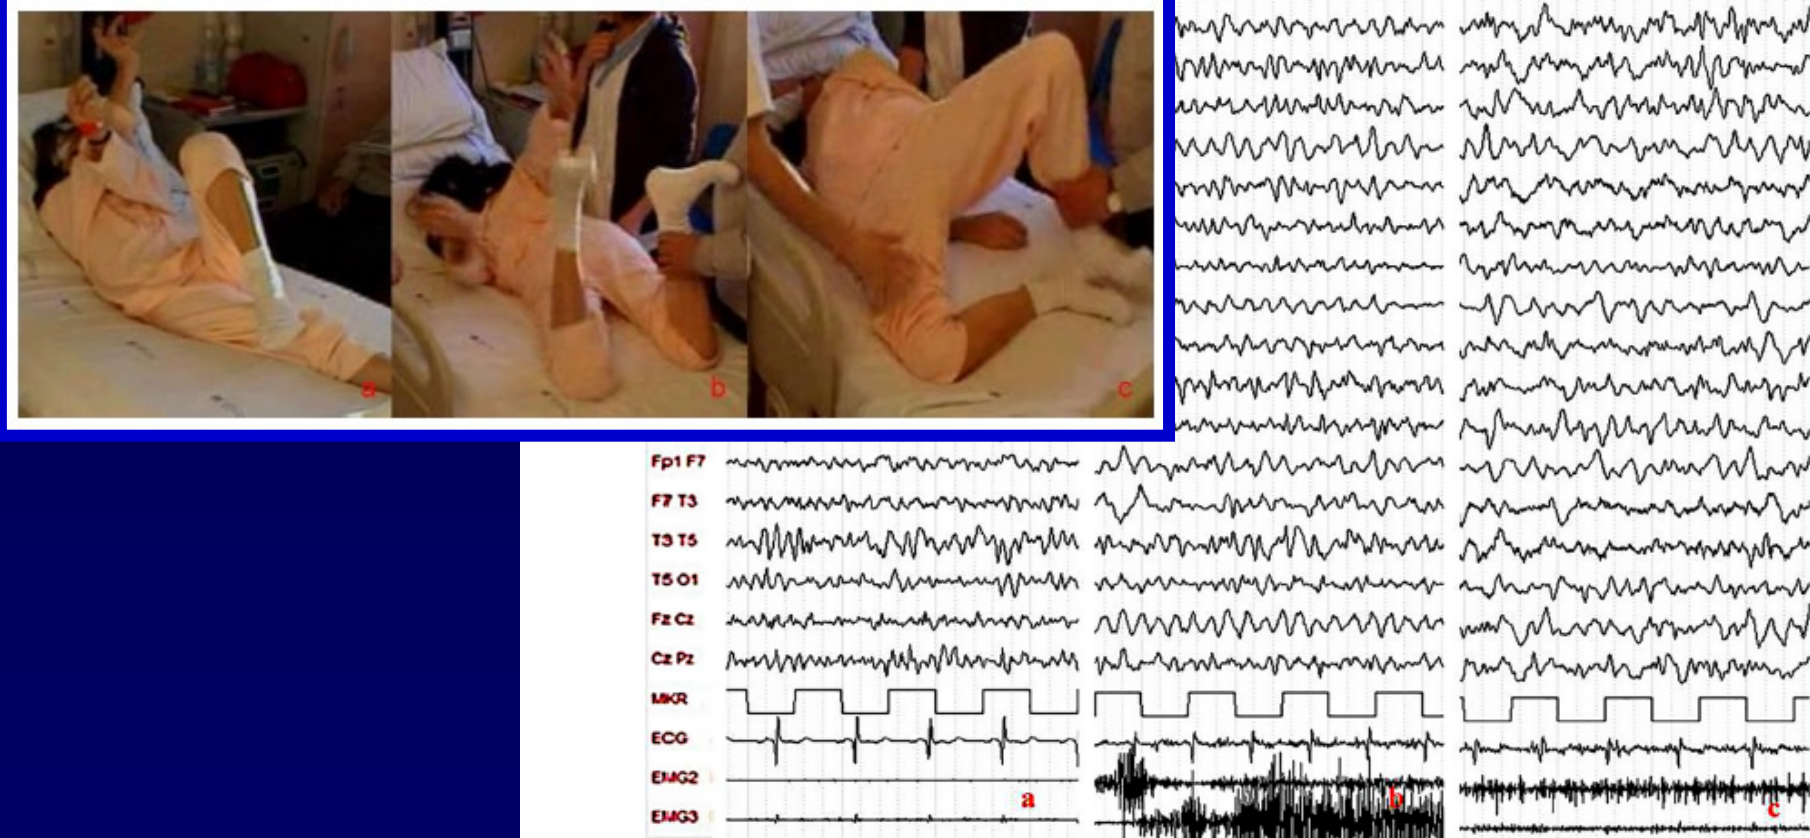 a b c
Fp1 F7
F7 T3
T3 T5
T5 O1
Fz Cz
Cz Pz
MKR
ECG
EMG2
EMG3
a b c